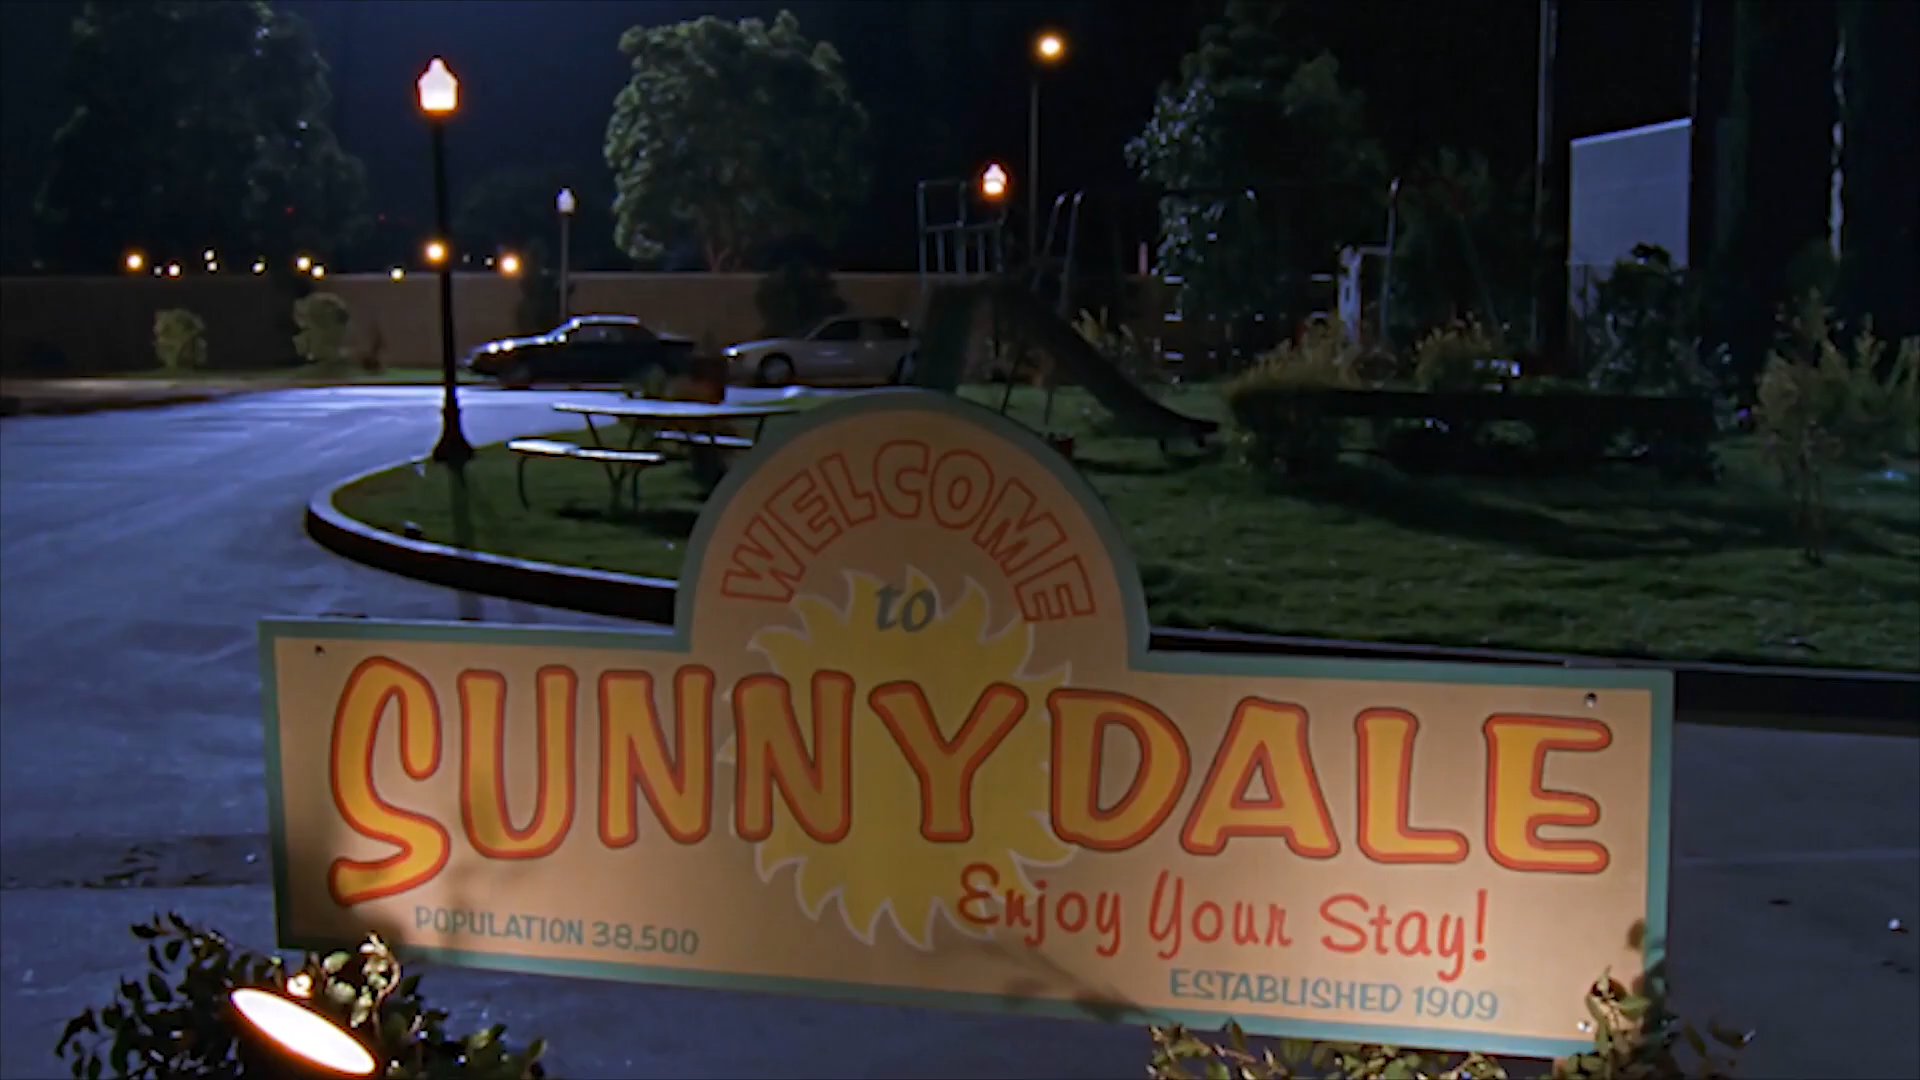 WELCOME
to
SUNNYDALE
Enjoy Your Stay!
POPULATION 38,500
ESTABLISHED 1909